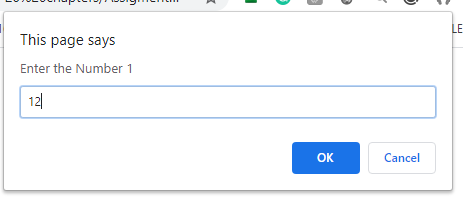 This page says
Enter the Number 1
12
OK
Cancel